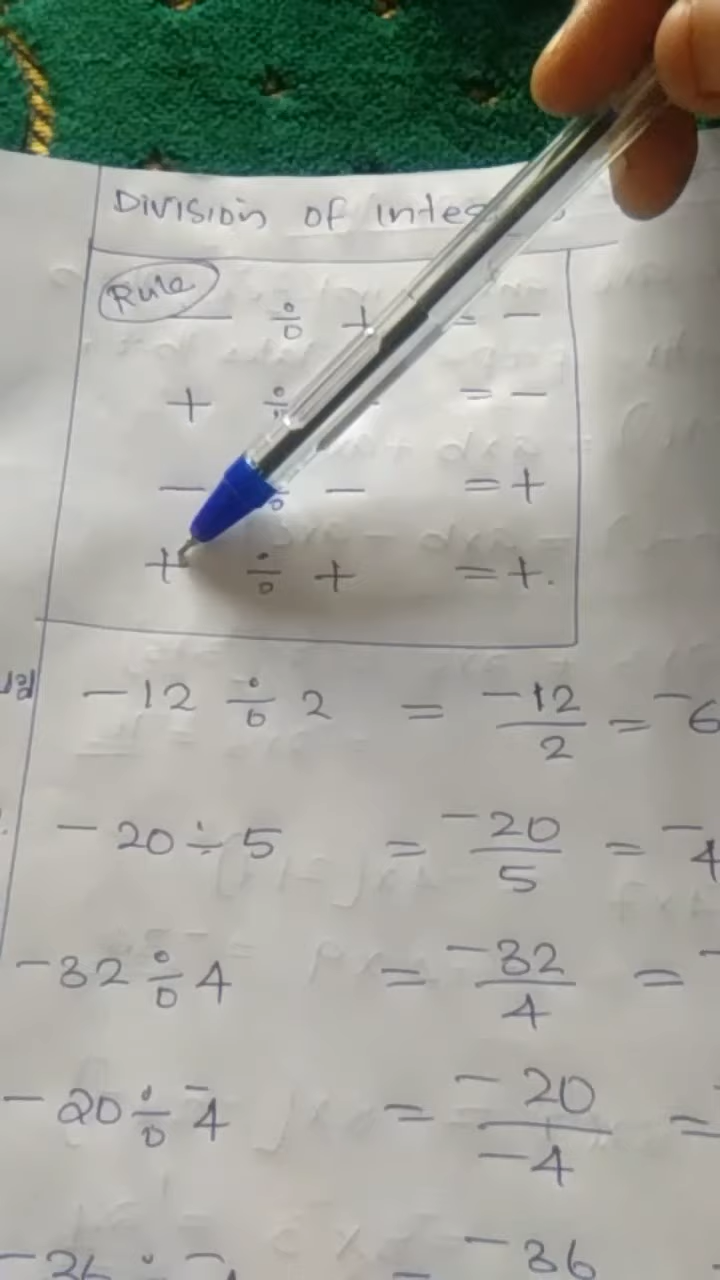 Division of
Rule
− ÷ + = −
+ ÷ = −
− ÷ − = +
+ ÷ + = +.
−12 ÷ 2 = −12/2 = −6
−20 ÷ 5 = −20/5 = −4
−32 ÷ 4 = −32/4 = −
−20 ÷ −4 = −20/−4 =
−36 ÷ − = −36